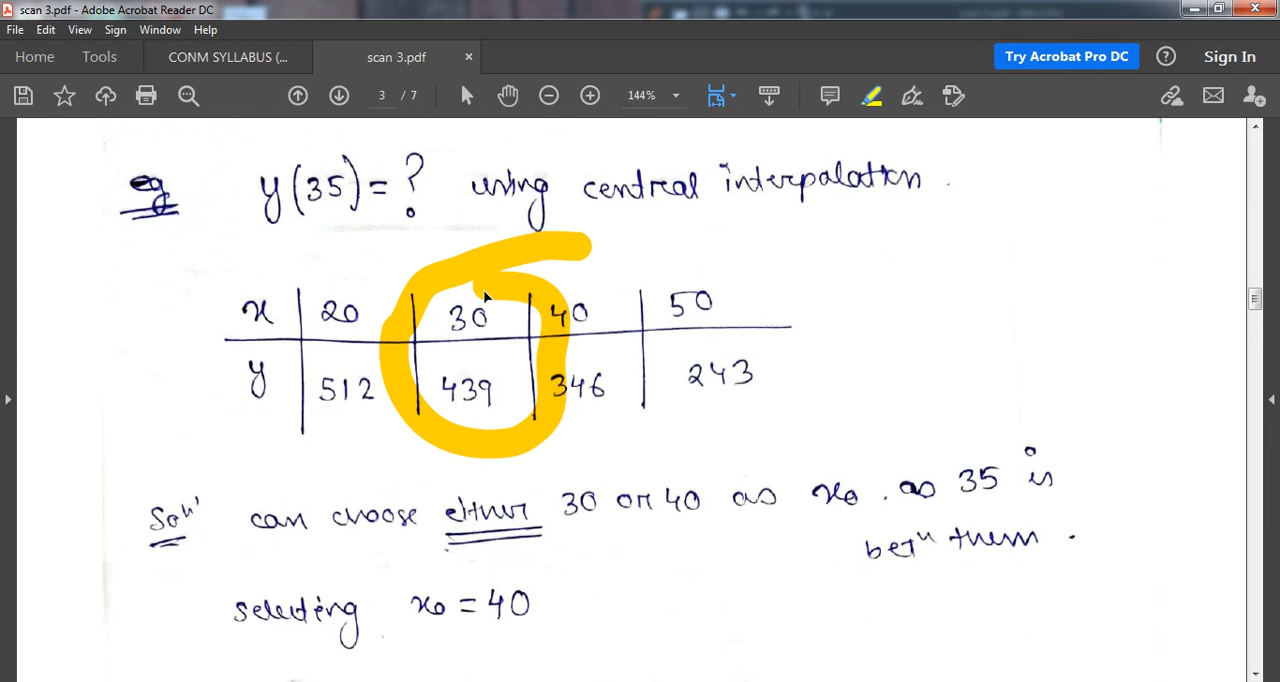 scan 3.pdf - Adobe Acrobat Reader DC
File Edit View Sign Window Help
Home Tools CONM SYLLABUS (... scan 3.pdf × Try Acrobat Pro DC ? Sign In
3 / 7 144%
eg y(35) = ? using central interpolation.
x 20 30 40 50
y 512 439 346 243
Soln can choose either 30 or 40 as x0. as 35 is
betn them.
selecting x0 = 40